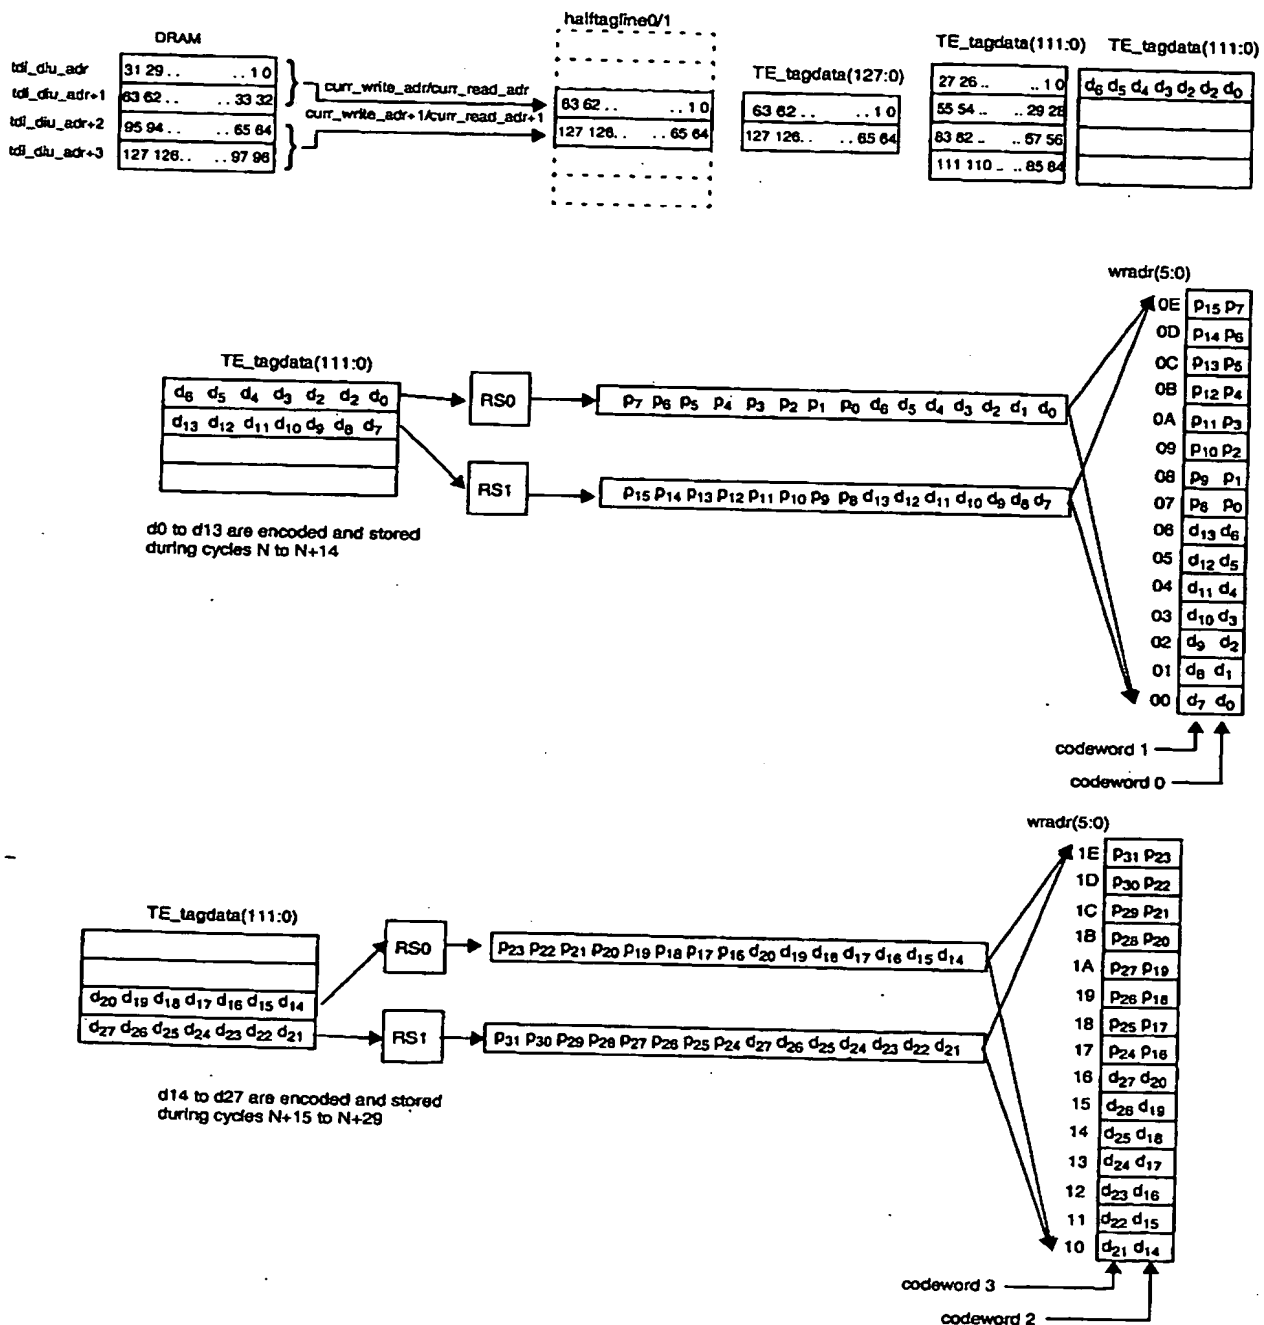 halftagline0/1
DRAM
TE_tagdata(111:0) TE_tagdata(111:0)
TE_tagdata(127:0)
tdi_diu_adr 31 29 . . . . 1 0
tdi_diu_adr+1 63 62 . . . . 33 32
tdi_diu_adr+2 95 94 . . . . 65 64
tdi_diu_adr+3 127 126. . . . 97 96
curr_write_adr/curr_read_adr
curr_write_adr+1/curr_read_adr+1
63 62 . . . . 1 0
127 126. . . . 65 64
63 62 . . . . 1 0
127 126. . . . 65 64
27 26 .. .. 1 0
55 54 .. .. 29 28
83 82 .. .. 57 56
111 110 .. .. 85 84
d6 d5 d4 d3 d2 d2 d0
wradr(5:0)
0E p15 p7
0D p14 p6
0C p13 p5
0B p12 p4
0A p11 p3
09 p10 p2
08 p9 p1
07 p8 p0
06 d13 d6
05 d12 d5
04 d11 d4
03 d10 d3
02 d9 d2
01 d8 d1
00 d7 d0
codeword 1
codeword 0
TE_tagdata(111:0)
d6 d5 d4 d3 d2 d2 d0
d13 d12 d11 d10 d9 d8 d7
RS0
RS1
p7 p6 p5 p4 p3 p2 p1 p0 d6 d5 d4 d3 d2 d1 d0
p15 p14 p13 p12 p11 p10 p9 p8 d13 d12 d11 d10 d9 d8 d7
d0 to d13 are encoded and stored
during cycles N to N+14
wradr(5:0)
1E p31 p23
1D p30 p22
1C p29 p21
1B p28 p20
1A p27 p19
19 p26 p18
18 p25 p17
17 p24 p16
16 d27 d20
15 d26 d19
14 d25 d18
13 d24 d17
12 d23 d16
11 d22 d15
10 d21 d14
codeword 3
codeword 2
TE_tagdata(111:0)
d20 d19 d18 d17 d16 d15 d14
d27 d26 d25 d24 d23 d22 d21
RS0
RS1
p23 p22 p21 p20 p19 p18 p17 p16 d20 d19 d18 d17 d16 d15 d14
p31 p30 p29 p28 p27 p26 p25 p24 d27 d26 d25 d24 d23 d22 d21
d14 to d27 are encoded and stored
during cycles N+15 to N+29